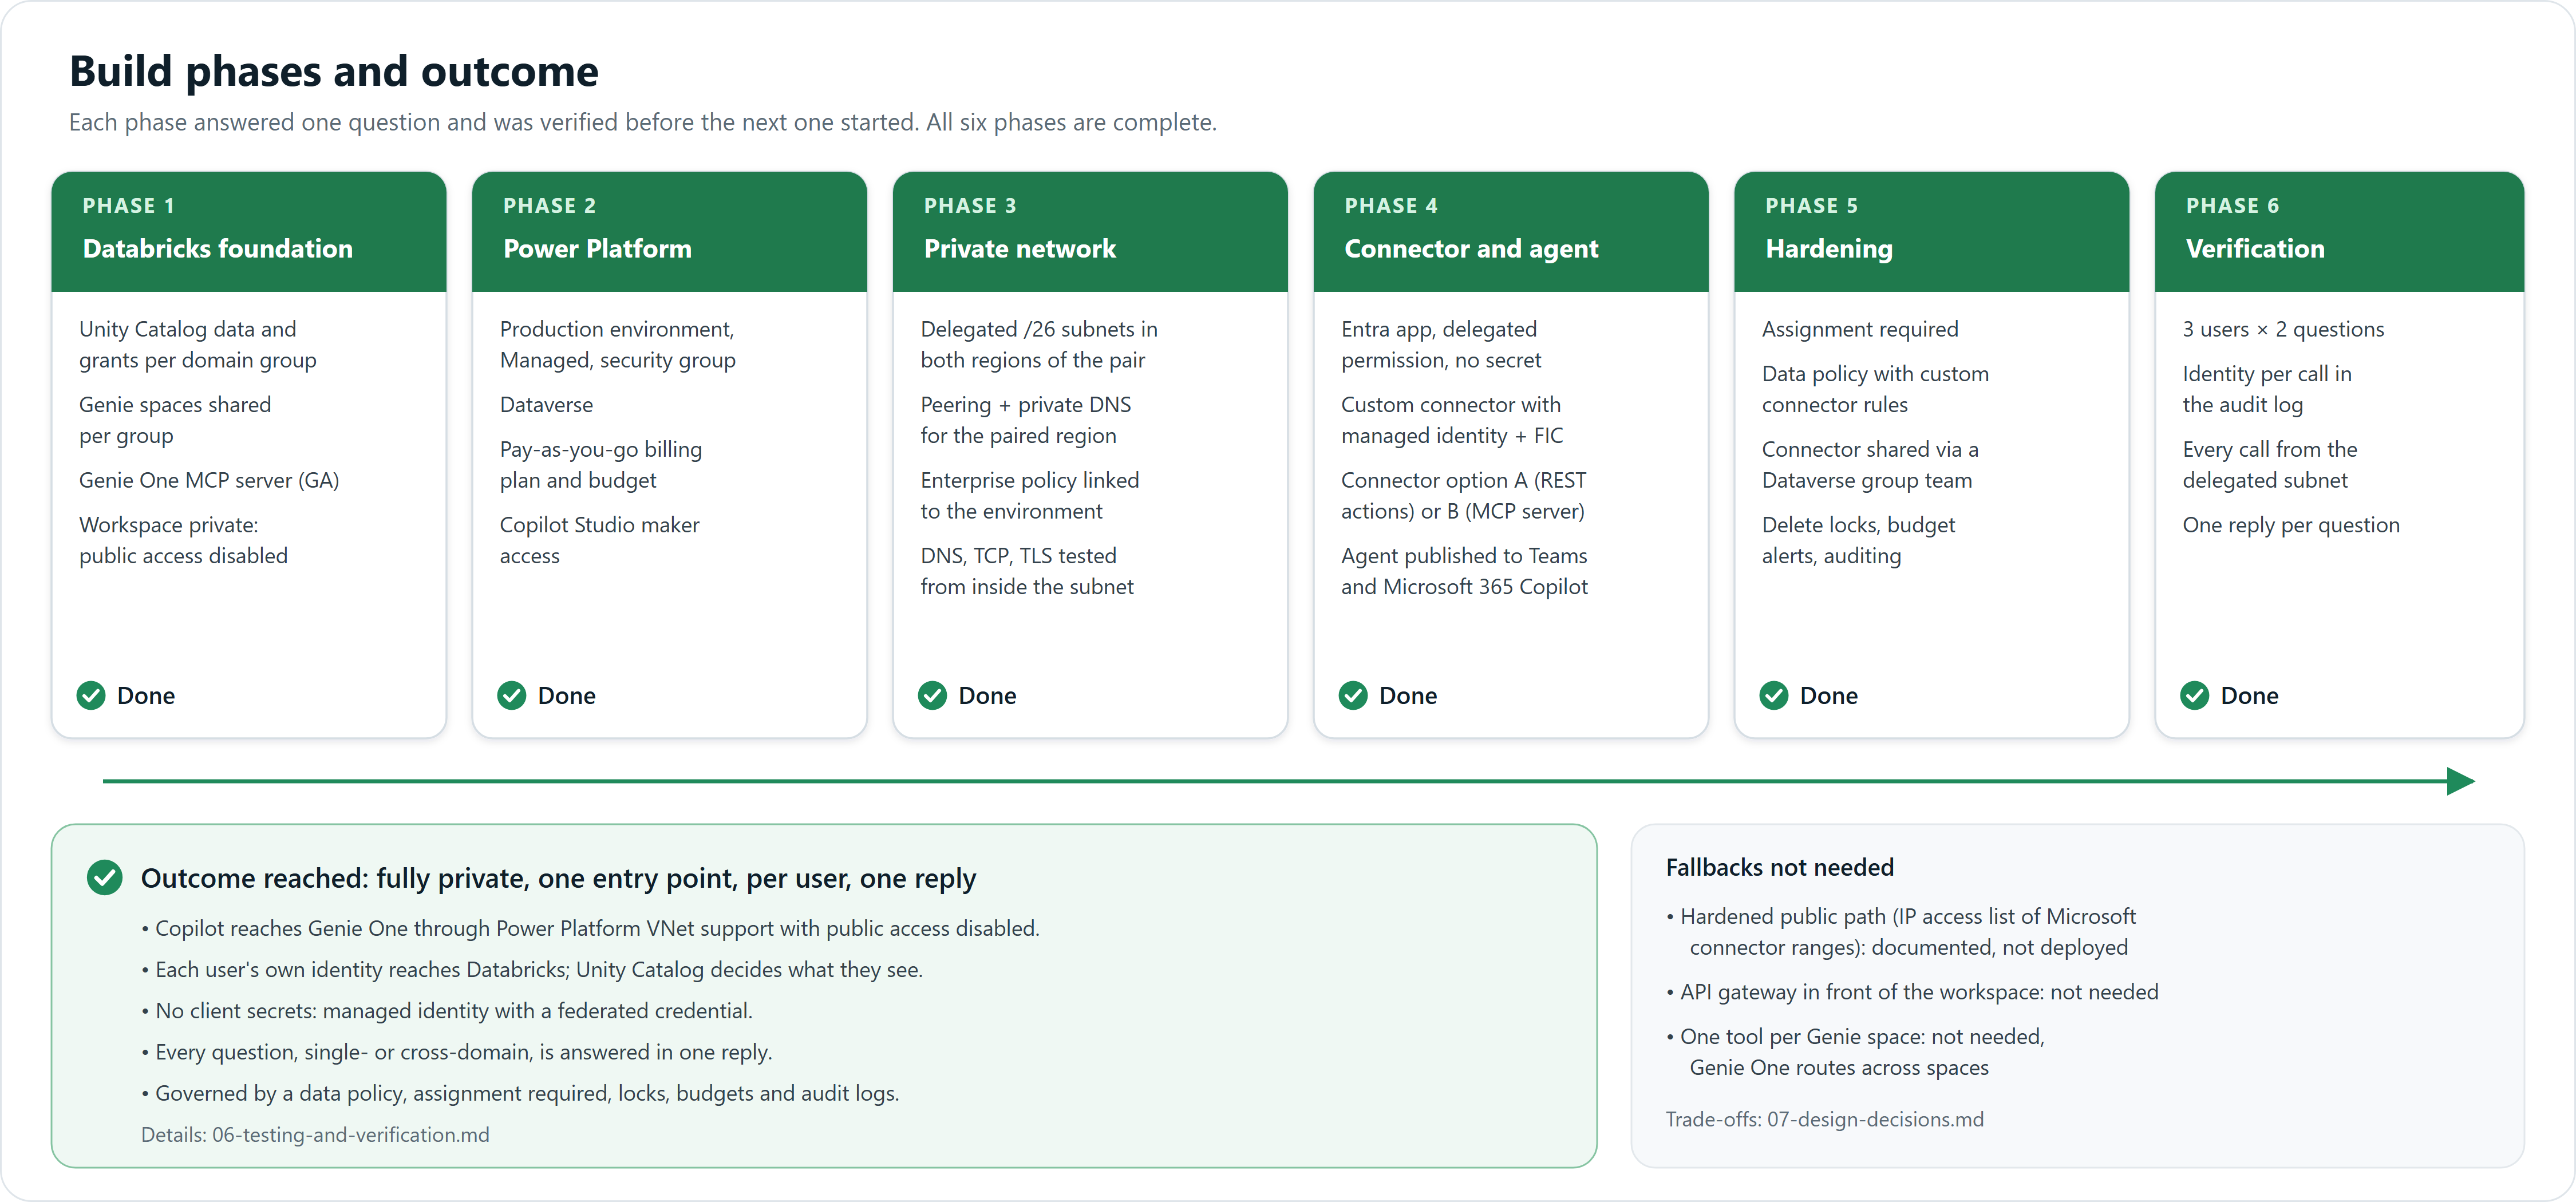 Build phases and outcome
Each phase answered one question and was verified before the next one started. All six phases are complete.
PHASE 1
Databricks foundation
Unity Catalog data and
grants per domain group
Genie spaces shared
per group
Genie One MCP server (GA)
Workspace private:
public access disabled
Done
PHASE 2
Power Platform
Production environment,
Managed, security group
Dataverse
Pay-as-you-go billing
plan and budget
Copilot Studio maker
access
Done
PHASE 3
Private network
Delegated /26 subnets in
both regions of the pair
Peering + private DNS
for the paired region
Enterprise policy linked
to the environment
DNS, TCP, TLS tested
from inside the subnet
Done
PHASE 4
Connector and agent
Entra app, delegated
permission, no secret
Custom connector with
managed identity + FIC
Connector option A (REST
actions) or B (MCP server)
Agent published to Teams
and Microsoft 365 Copilot
Done
PHASE 5
Hardening
Assignment required
Data policy with custom
connector rules
Connector shared via a
Dataverse group team
Delete locks, budget
alerts, auditing
Done
PHASE 6
Verification
3 users × 2 questions
Identity per call in
the audit log
Every call from the
delegated subnet
One reply per question
Done
Outcome reached: fully private, one entry point, per user, one reply
• Copilot reaches Genie One through Power Platform VNet support with public access disabled.
• Each user's own identity reaches Databricks; Unity Catalog decides what they see.
• No client secrets: managed identity with a federated credential.
• Every question, single- or cross-domain, is answered in one reply.
• Governed by a data policy, assignment required, locks, budgets and audit logs.
Details: 06-testing-and-verification.md
Fallbacks not needed
• Hardened public path (IP access list of Microsoft
connector ranges): documented, not deployed
• API gateway in front of the workspace: not needed
• One tool per Genie space: not needed,
Genie One routes across spaces
Trade-offs: 07-design-decisions.md